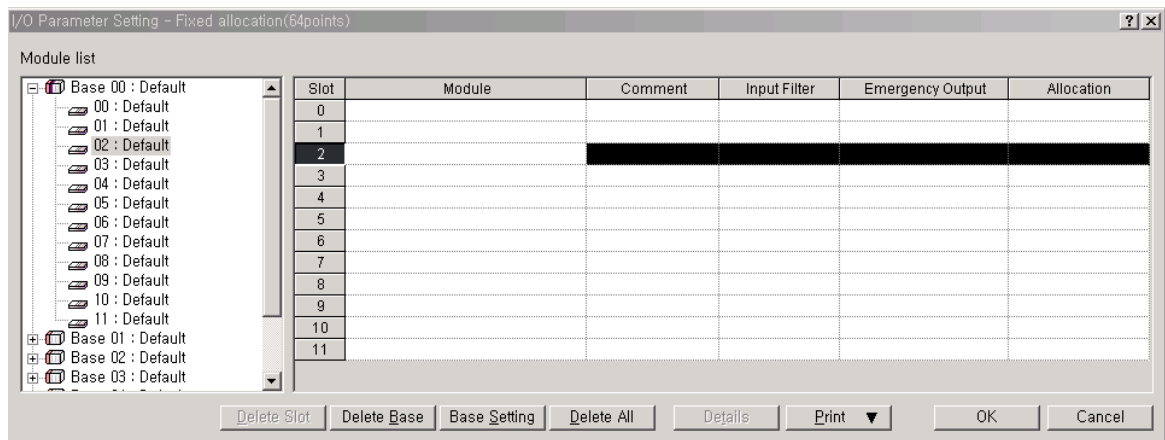 I/O Parameter Setting - Fixed allocation(64points)
Module list
Base 00 : Default
00 : Default
01 : Default
02 : Default
03 : Default
04 : Default
05 : Default
06 : Default
07 : Default
08 : Default
09 : Default
10 : Default
11 : Default
Base 01 : Default
Base 02 : Default
Base 03 : Default
Slot Module Comment Input Filter Emergency Output Allocation
0
1
2
3
4
5
6
7
8
9
10
11
Delete Slot Delete Base Base Setting Delete All Details Print ▼ OK Cancel